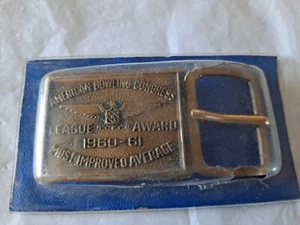 AMERICAN BOWLING CONGRESS
LEAGUE AWARD
1960-61
MOST IMPROVED AVERAGE